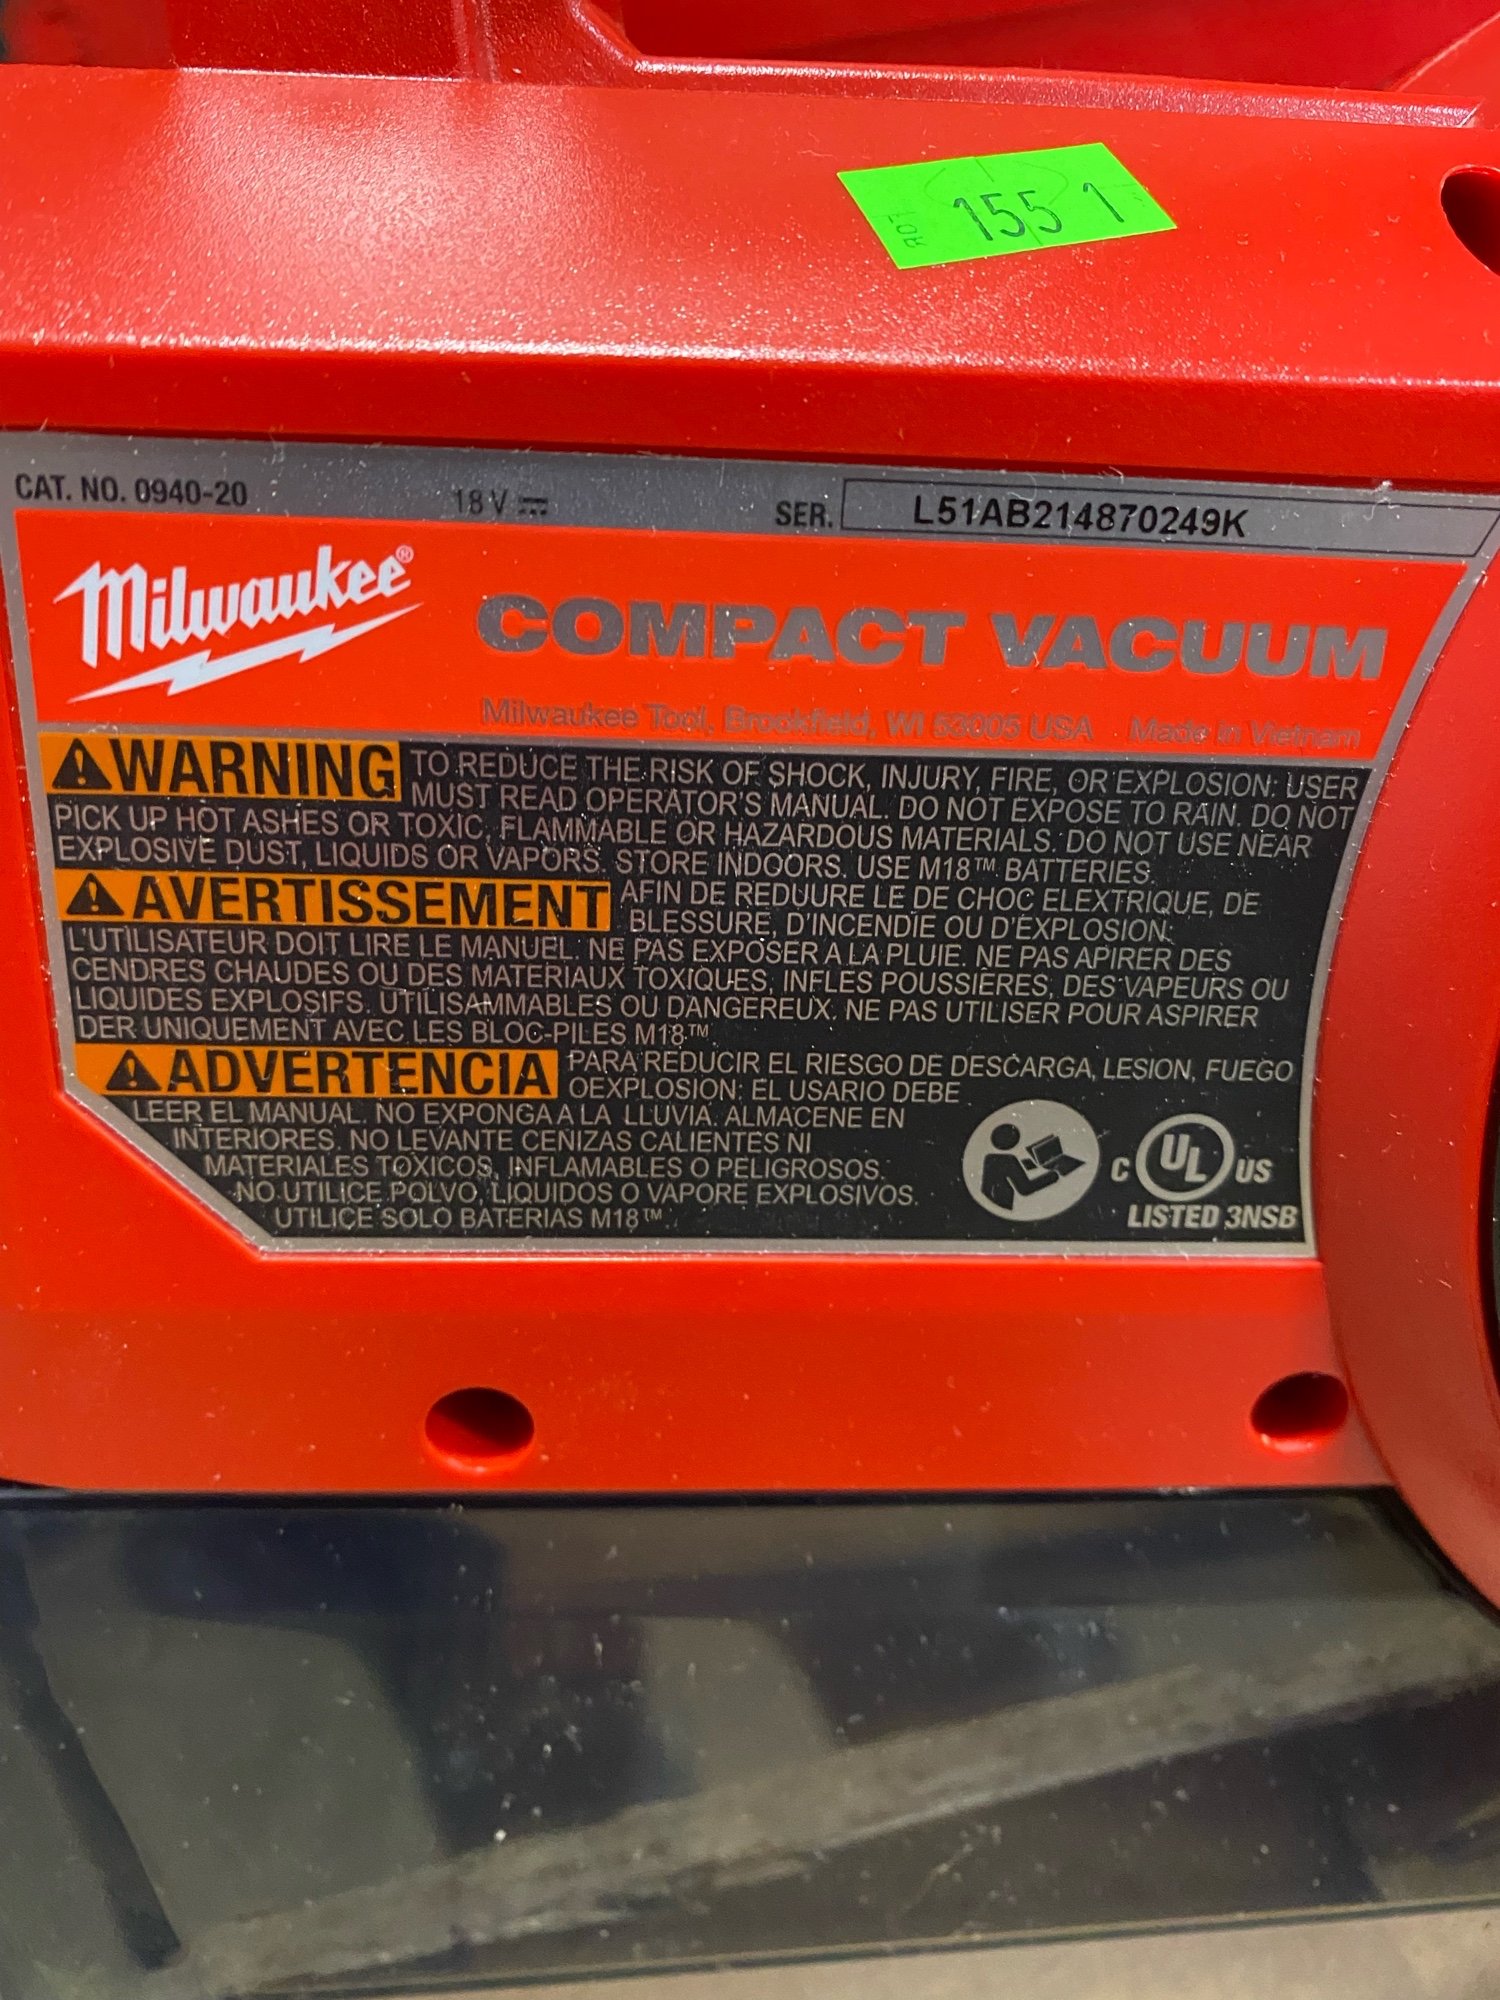 LOT 155 1
CAT. NO. 0940-20 18 V SER. L51AB214870249K
Milwaukee® COMPACT VACUUM
Milwaukee Tool, Brookfield, WI 53005 USA Made in Vietnam
WARNING TO REDUCE THE RISK OF SHOCK, INJURY, FIRE, OR EXPLOSION: USER
MUST READ OPERATOR'S MANUAL. DO NOT EXPOSE TO RAIN. DO NOT
PICK UP HOT ASHES OR TOXIC, FLAMMABLE OR HAZARDOUS MATERIALS. DO NOT USE NEAR
EXPLOSIVE DUST, LIQUIDS OR VAPORS. STORE INDOORS. USE M18™ BATTERIES.
AVERTISSEMENT AFIN DE REDUURE LE DE CHOC ELEXTRIQUE, DE
BLESSURE, D'INCENDIE OU D'EXPLOSION:
L'UTILISATEUR DOIT LIRE LE MANUEL. NE PAS EXPOSER A LA PLUIE. NE PAS APIRER DES
CENDRES CHAUDES OU DES MATERIAUX TOXIQUES, INFLES POUSSIÈRES, DES VAPEURS OU
LIQUIDES EXPLOSIFS. UTILISAMMABLES OU DANGEREUX. NE PAS UTILISER POUR ASPIRER
DER UNIQUEMENT AVEC LES BLOC-PILES M18™
ADVERTENCIA PARA REDUCIR EL RIESGO DE DESCARGA, LESION, FUEGO
OEXPLOSION: EL USARIO DEBE
LEER EL MANUAL. NO EXPONGA A LA LLUVIA. ALMACENE EN
INTERIORES. NO LEVANTE CENIZAS CALIENTES NI
MATERIALES TOXICOS, INFLAMABLES O PELIGROSOS.
NO UTILICE POLVO, LIQUIDOS O VAPORE EXPLOSIVOS.
UTILICE SOLO BATERIAS M18™.
C UL US
LISTED 3NSB